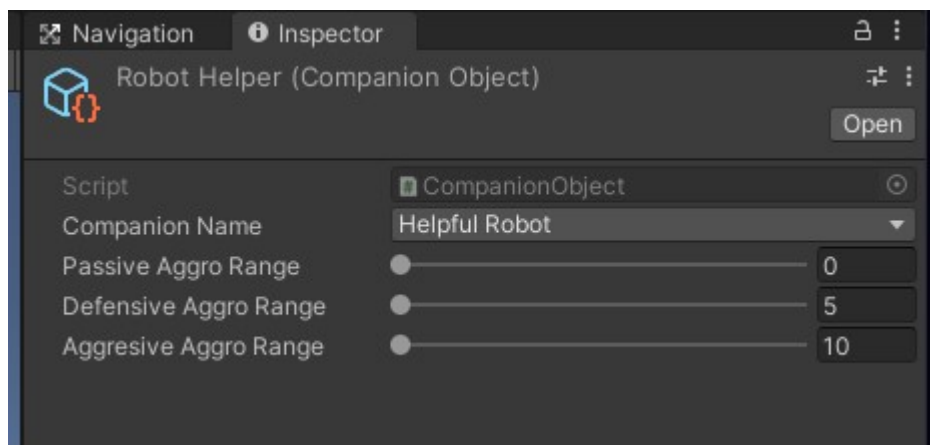 Navigation Inspector
Robot Helper (Companion Object)
Open
Script CompanionObject
Companion Name Helpful Robot
Passive Aggro Range 0
Defensive Aggro Range 5
Aggresive Aggro Range 10